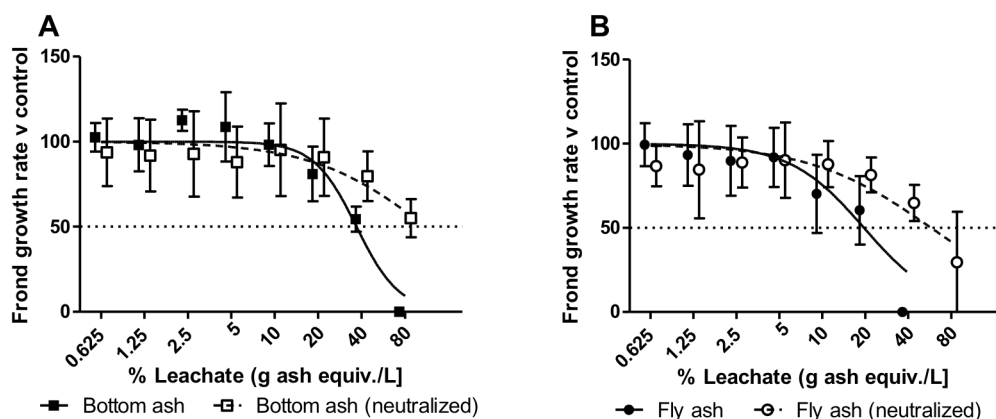 A
Frond growth rate v control
150
100
50
0
0.625 1.25 2.5 5 10 20 40 80
% Leachate (g ash equiv./L]
Bottom ash Bottom ash (neutralized)
B
Frond growth rate v control
150
100
50
0
0.625 1.25 2.5 5 10 20 40 80
% Leachate (g ash equiv./L]
Fly ash Fly ash (neutralized)